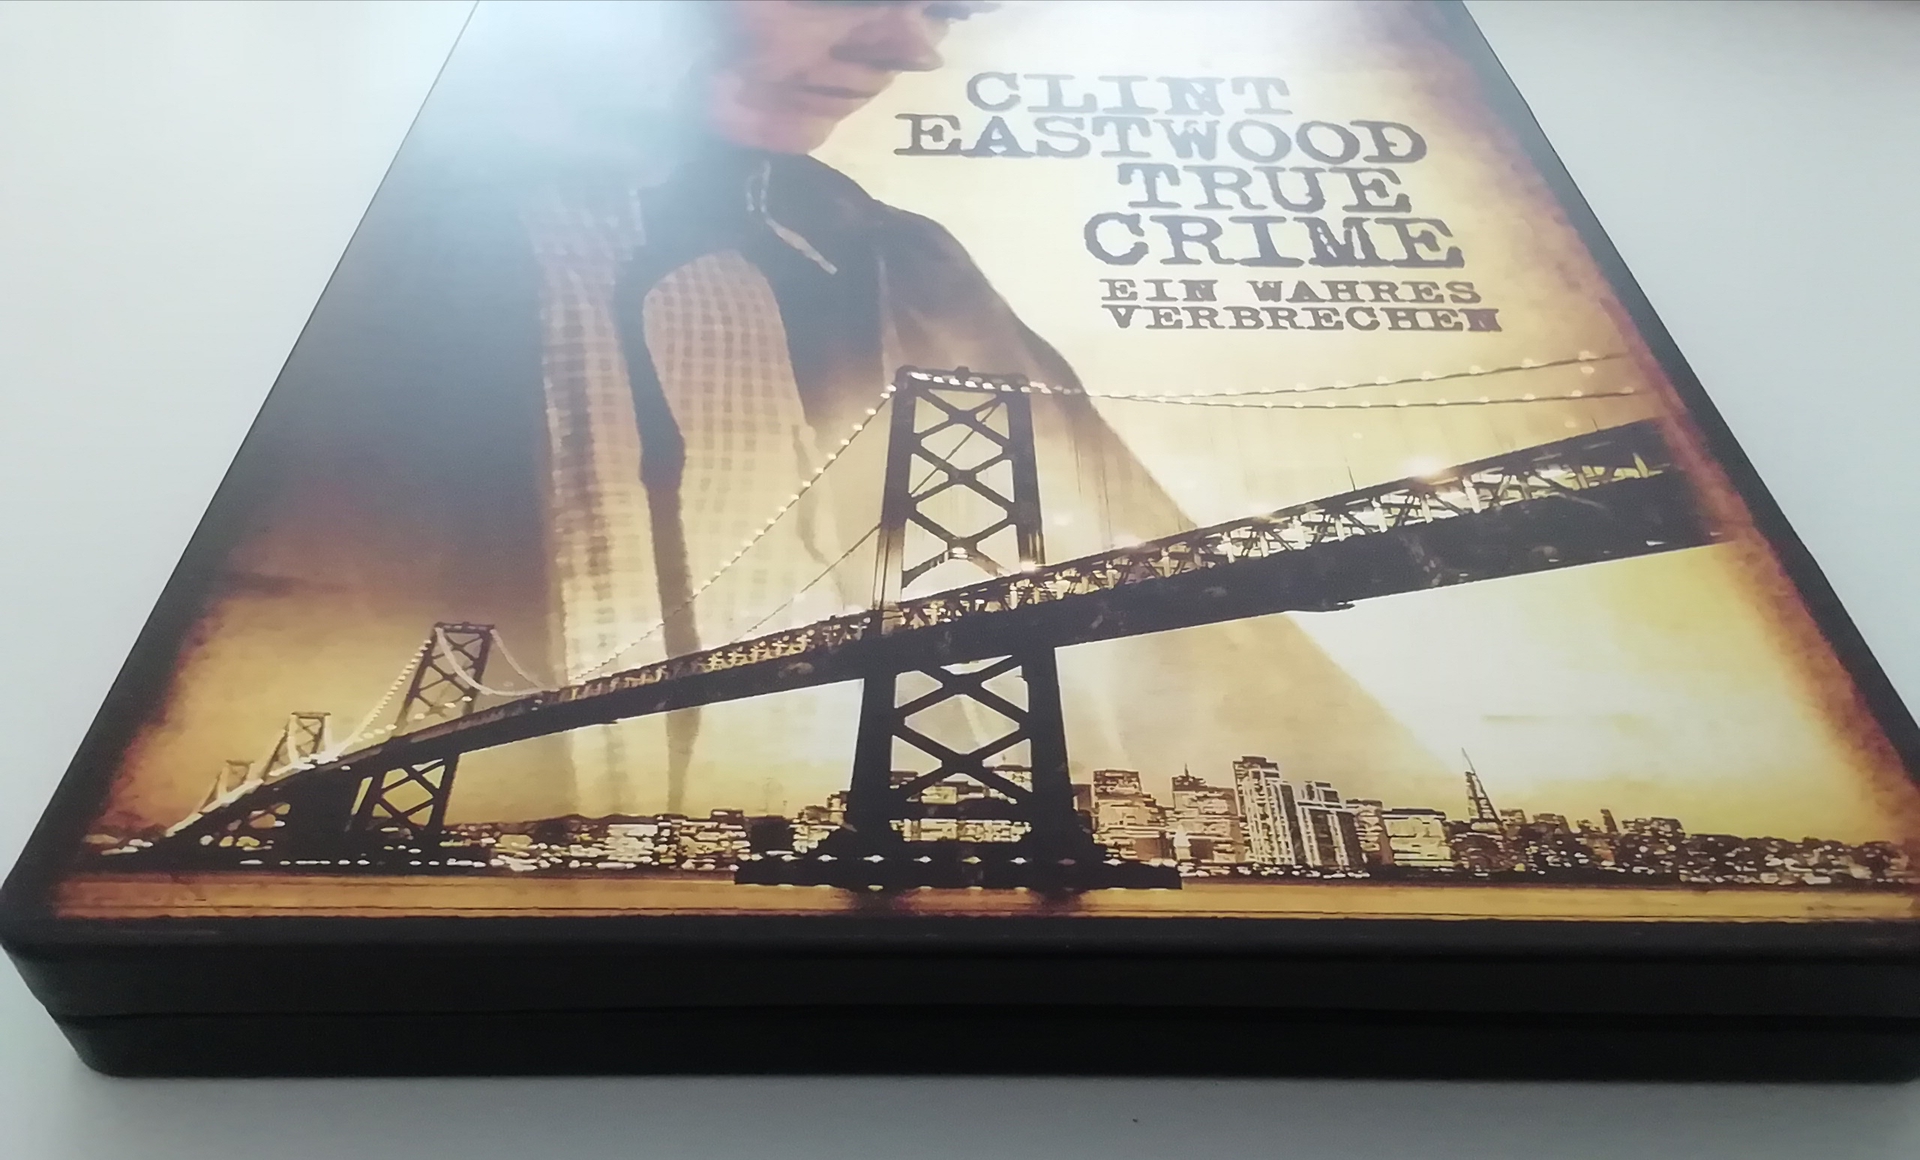 CLINT
EASTWOOD
TRUE
CRIME
EIN WAHRES
VERBRECHEN